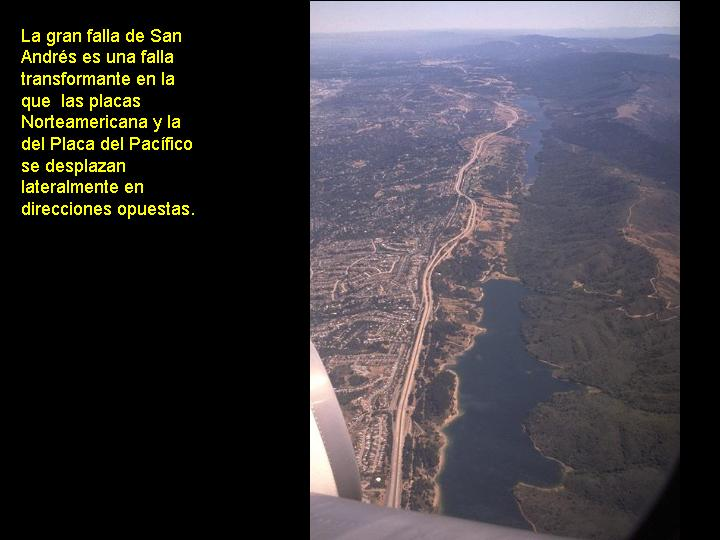 La gran falla de San
Andrés es una falla
transformante en la
que  las placas
Norteamericana y la
del Placa del Pacífico
se desplazan
lateralmente en
direcciones opuestas.